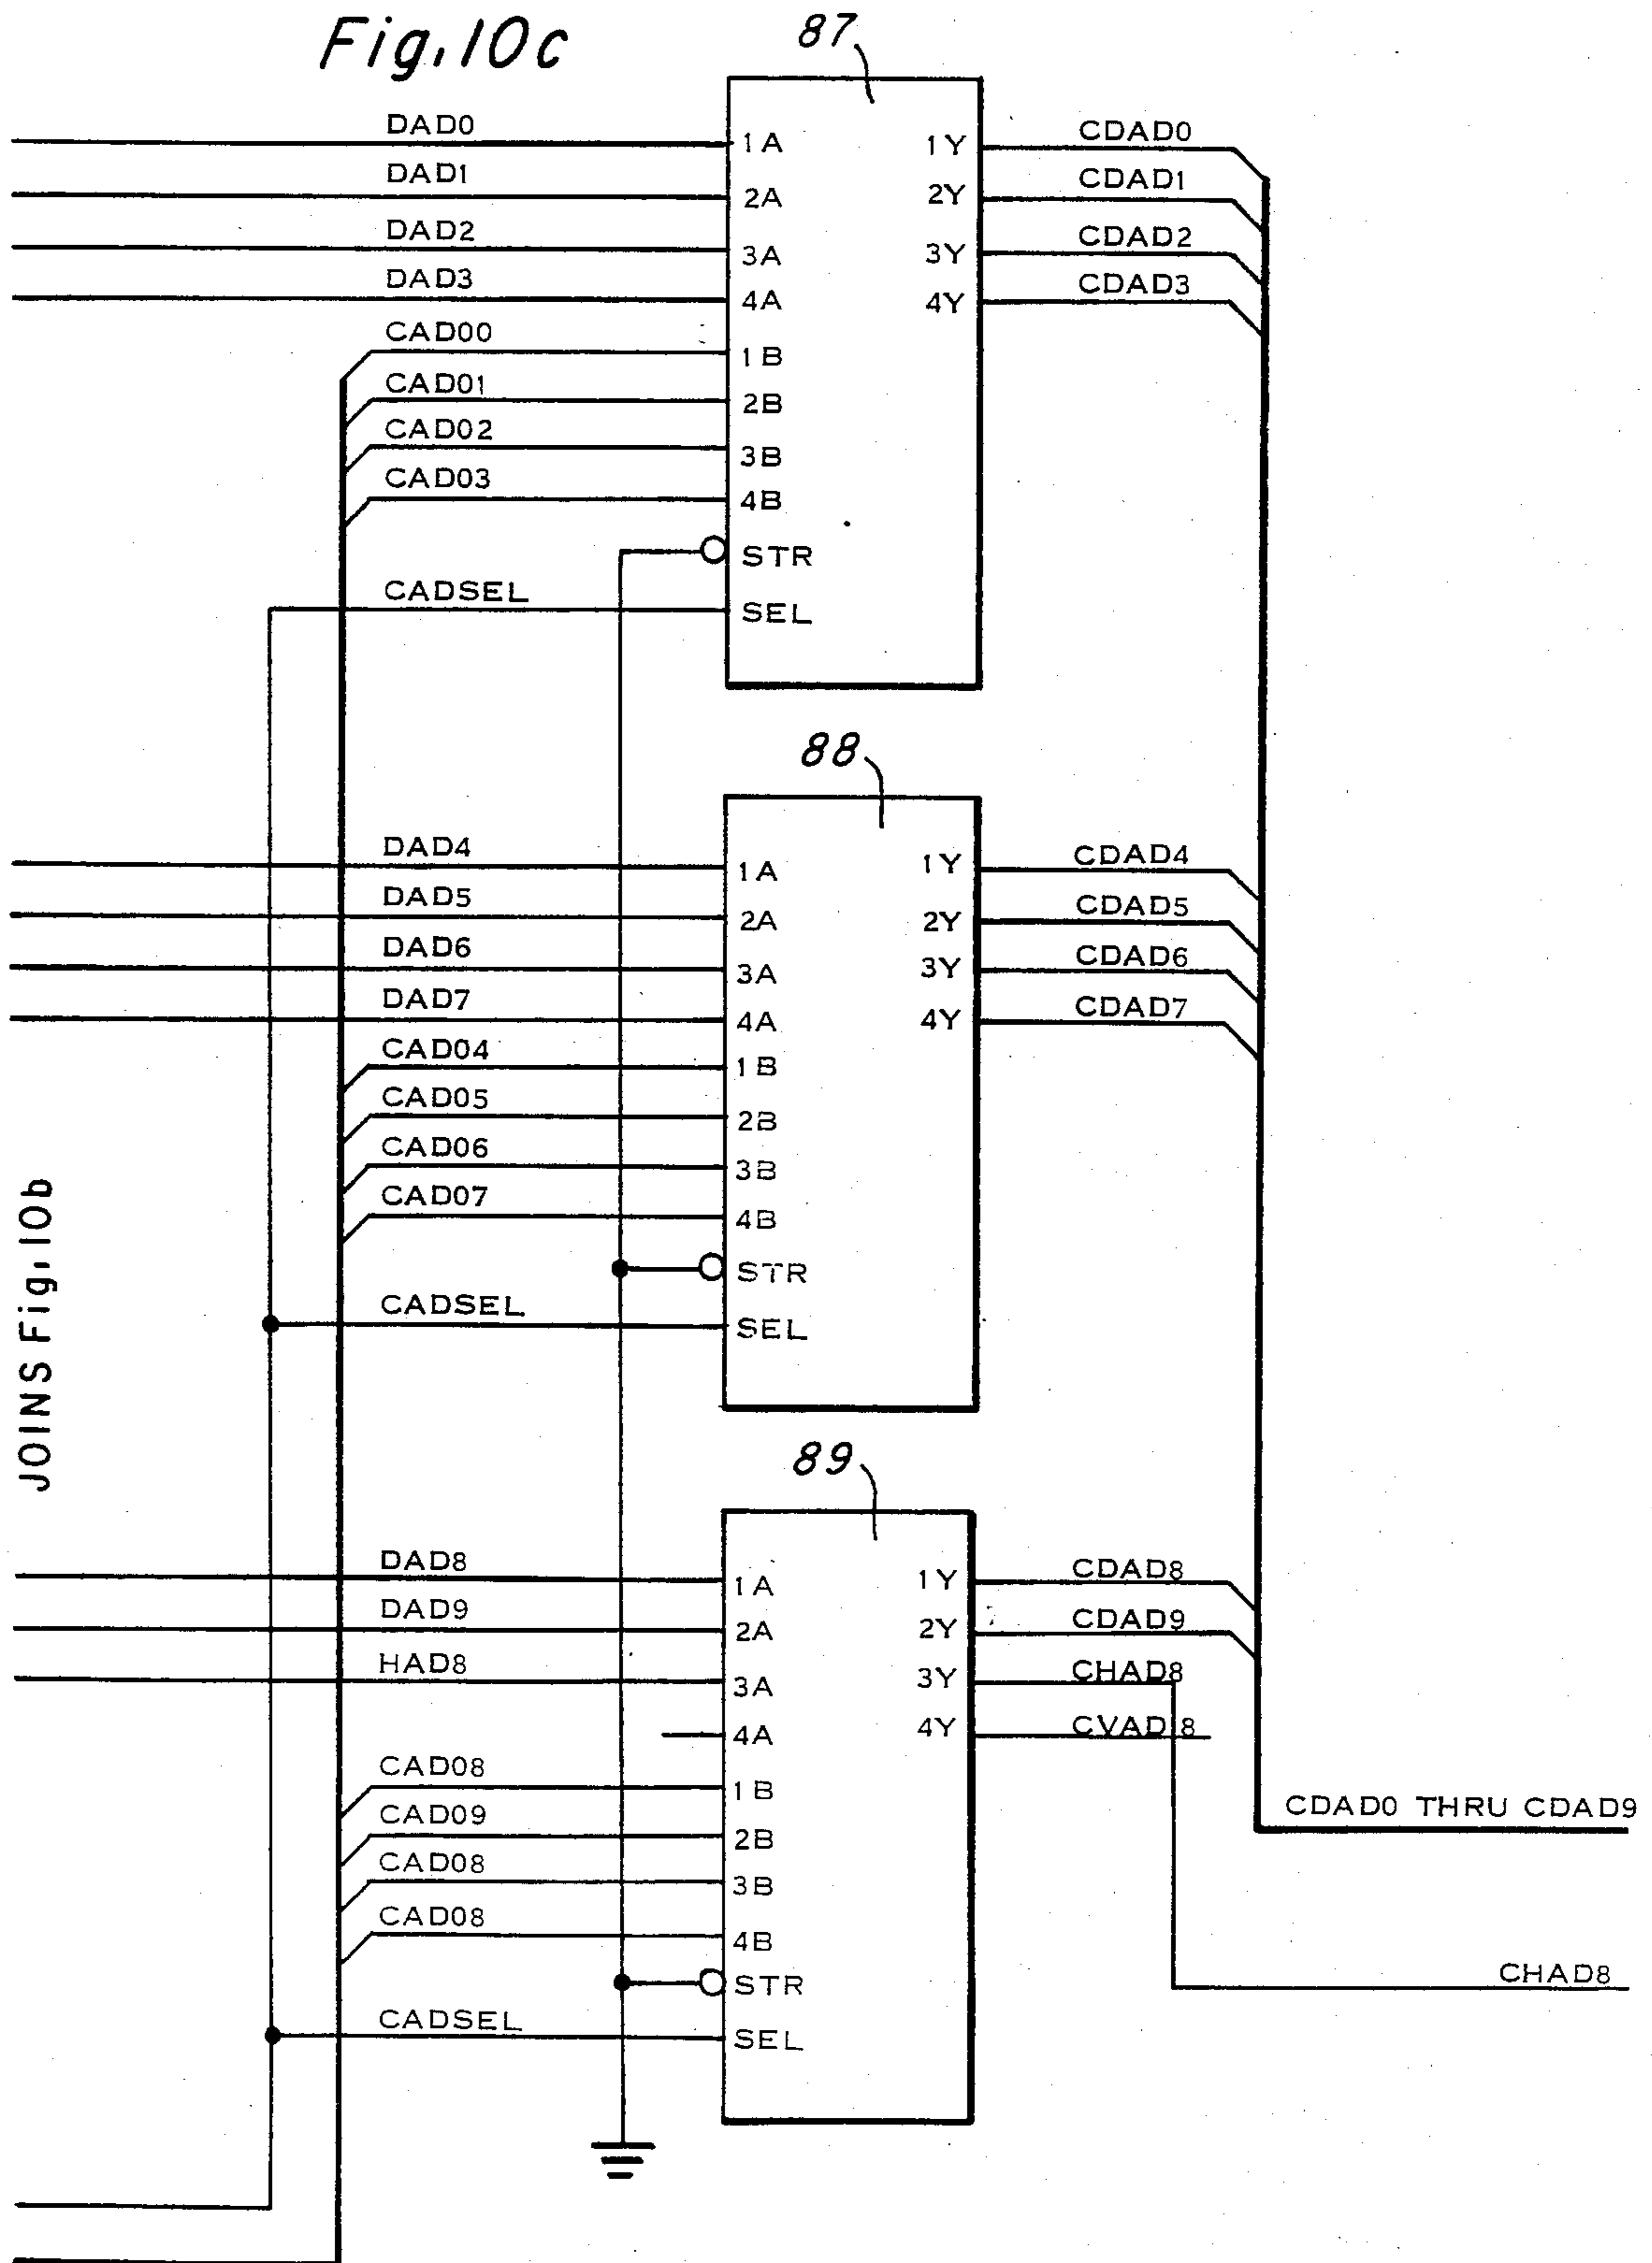 Fig. 10c
87
DAD0
1A
1Y
CDAD0
DAD1
2A
2Y
CDAD1
DAD2
3A
3Y
CDAD2
DAD3
4A
4Y
CDAD3
CAD00
1B
CAD01
2B
CAD02
3B
CAD03
4B
STR
CADSEL
SEL
88
DAD4
1A
1Y
CDAD4
DAD5
2A
2Y
CDAD5
DAD6
3A
3Y
CDAD6
DAD7
4A
4Y
CDAD7
CAD04
1B
CAD05
2B
CAD06
3B
CAD07
4B
STR
CADSEL
SEL
JOINS Fig. 10b
89
DAD8
1A
1Y
CDAD8
DAD9
2A
2Y
CDAD9
HAD8
3A
3Y
CHAD8
4A
4Y
CVAD 8
CAD08
1B
CAD09
2B
CAD08
3B
CAD08
4B
STR
CADSEL
SEL
CDAD0 THRU CDAD9
CHAD8